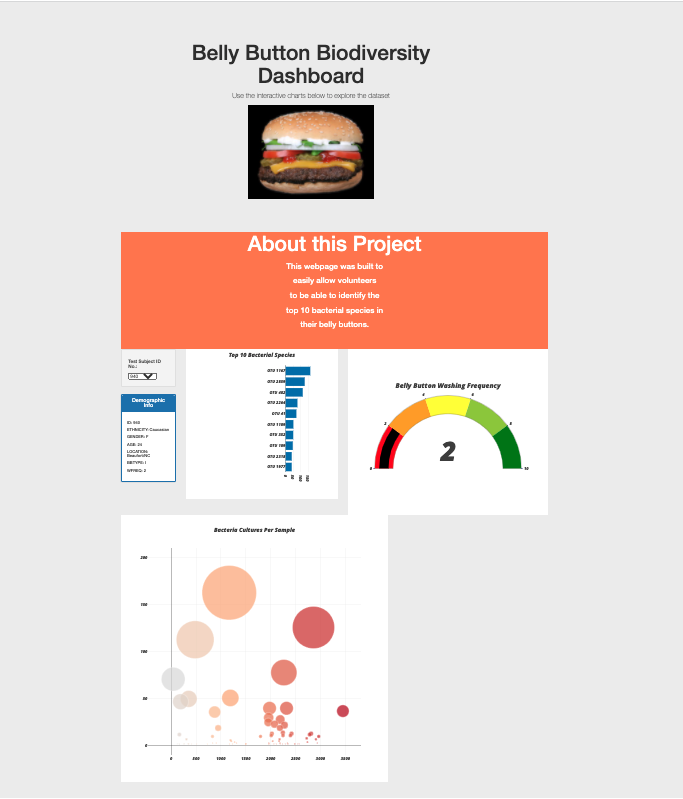 Belly Button Biodiversity
Dashboard
Use the interactive charts below to explore the dataset
About this Project
This webpage was built to
easily allow volunteers
to be able to identify the
top 10 bacterial species in
their belly buttons.
Test Subject ID
No.:
940
Demographic
Info
ID: 940
ETHNICITY: Caucasian
GENDER: F
AGE: 24
LOCATION:
Beaufort/NC
BBTYPE: I
WFREQ: 2
Top 10 Bacterial Species
OTU 1167
OTU 2859
OTU 482
OTU 2264
OTU 41
OTU 1189
OTU 352
OTU 189
OTU 2318
OTU 1977
0
50
100
150
Belly Button Washing Frequency
0
2
4
6
8
10
2
Bacteria Cultures Per Sample
200
150
100
50
0
0
500
1000
1500
2000
2500
3000
3500